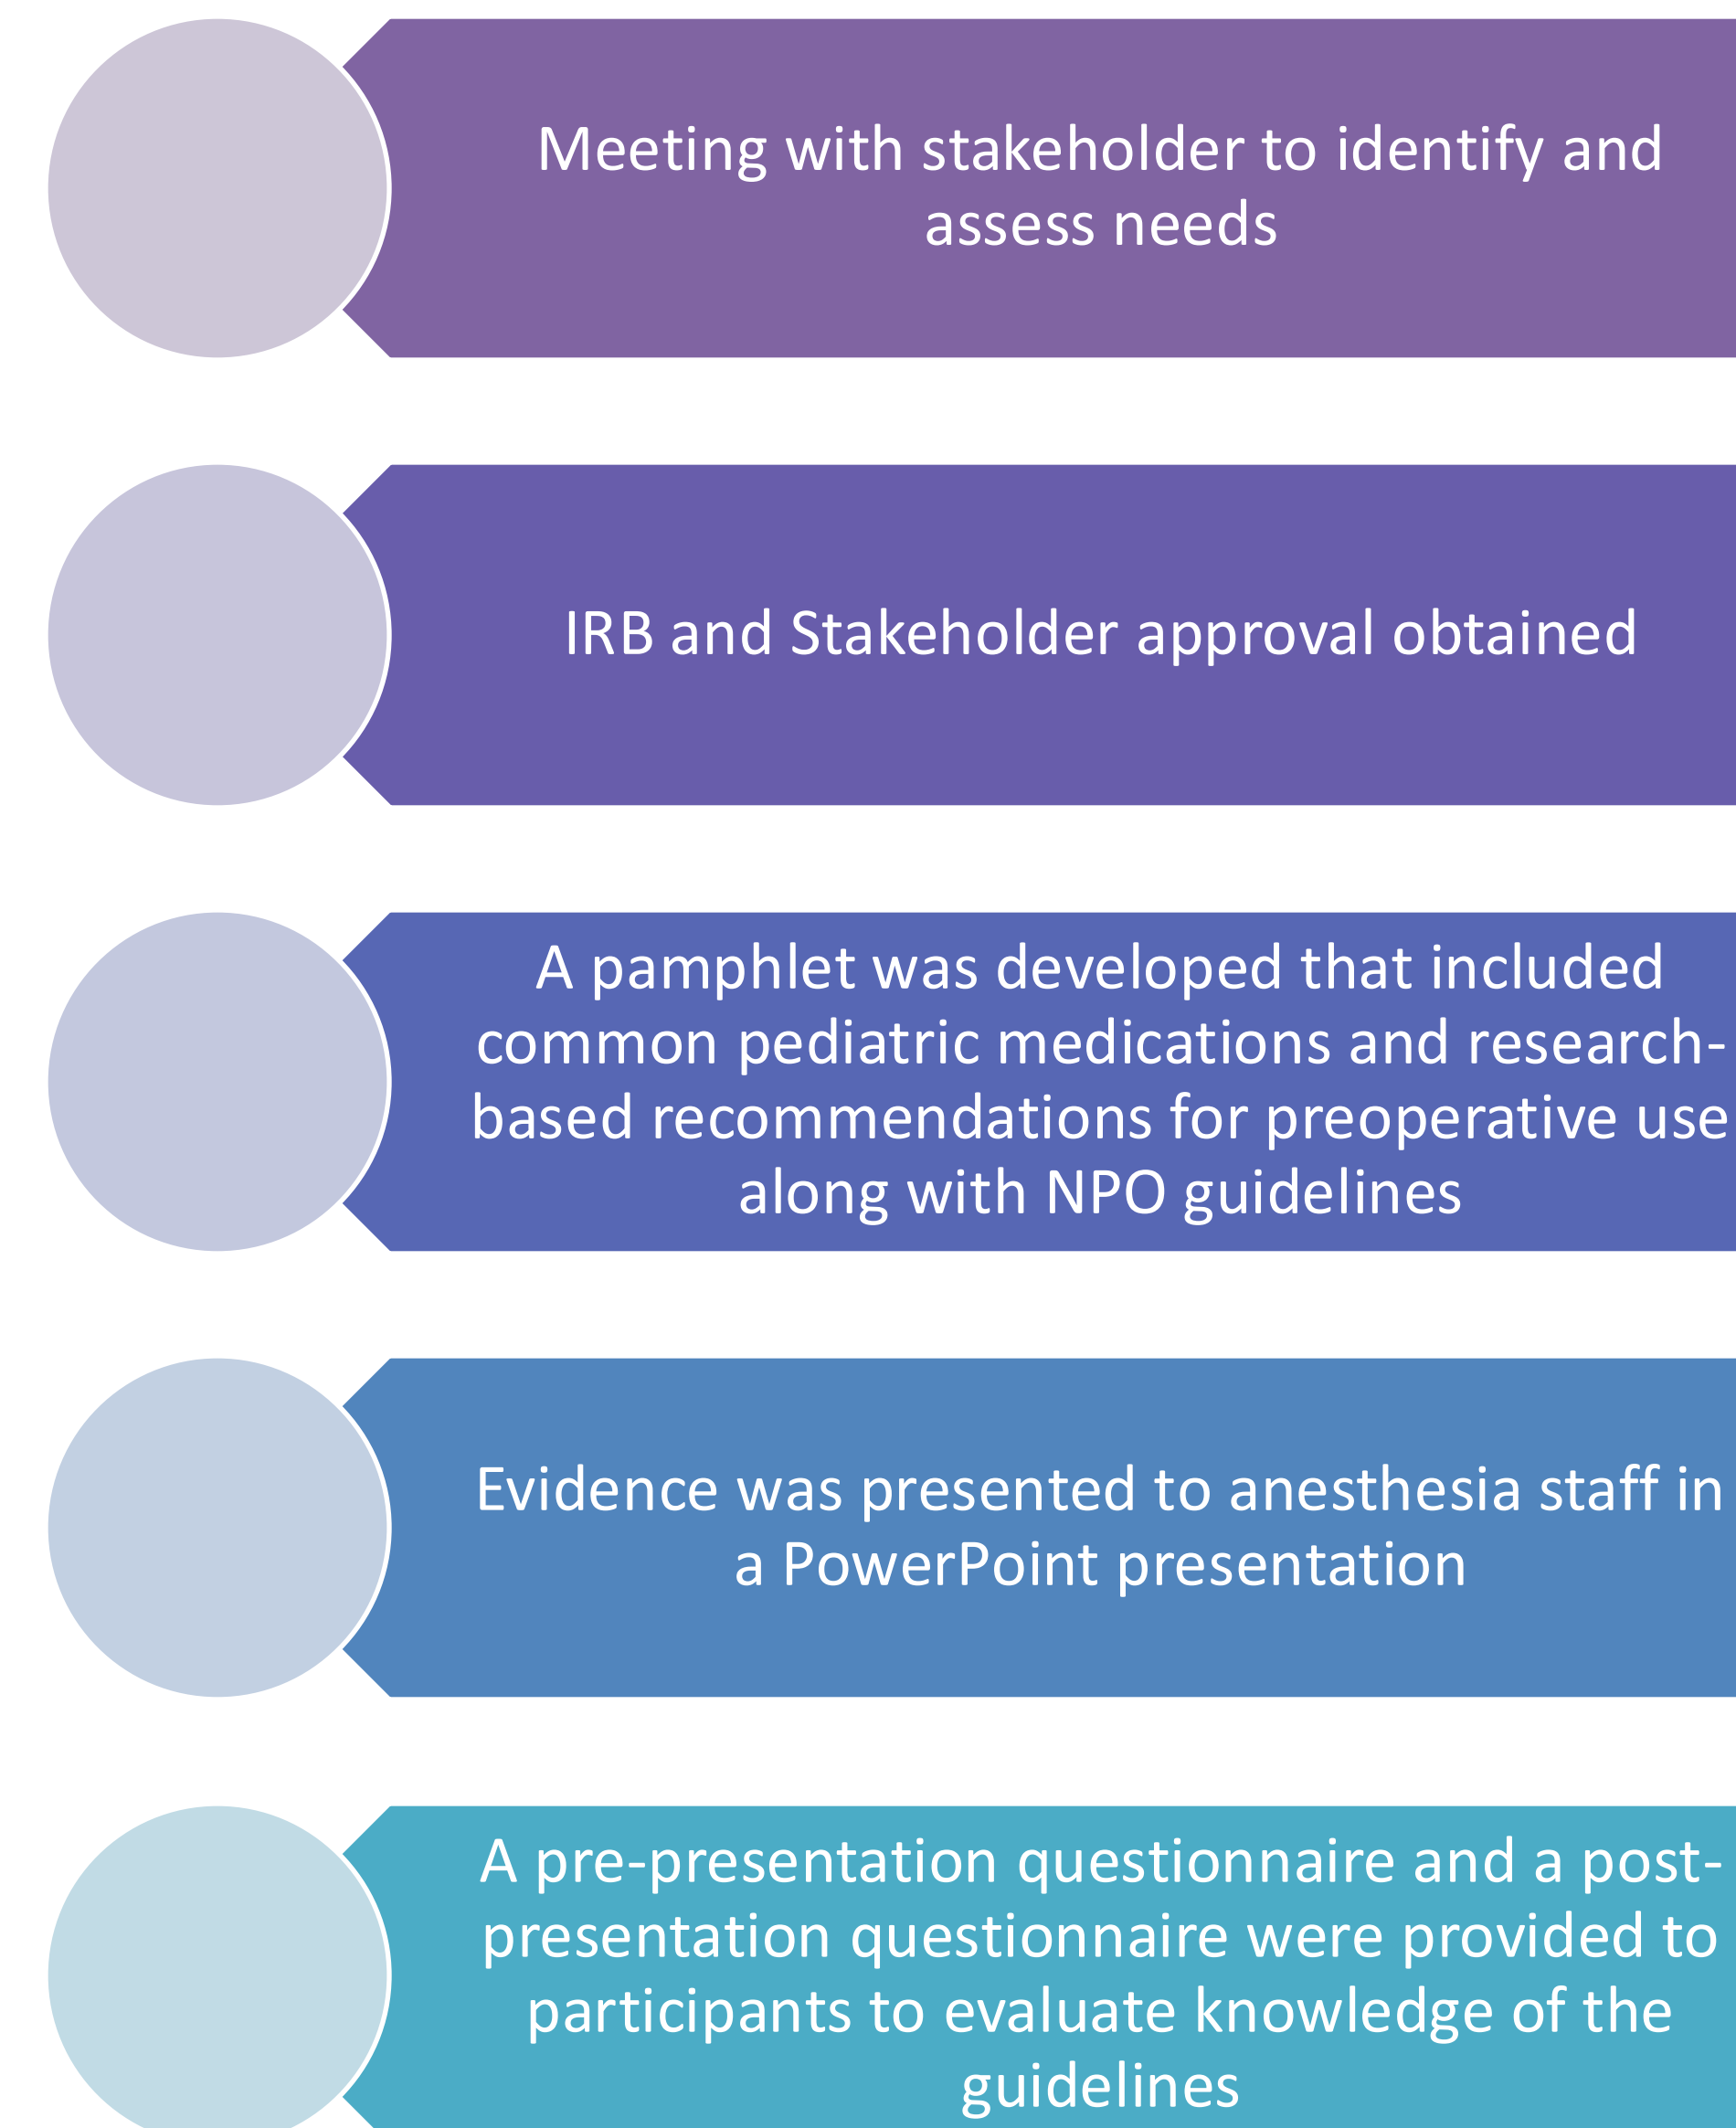 Meeting with stakeholder to identify and
assess needs
IRB and Stakeholder approval obtained
A pamphlet was developed that included
common pediatric medications and research-
based recommendations for preoperative use
along with NPO guidelines
Evidence was presented to anesthesia staff in
a PowerPoint presentation
A pre-presentation questionnaire and a post-
presentation questionnaire were provided to
participants to evaluate knowledge of the
guidelines